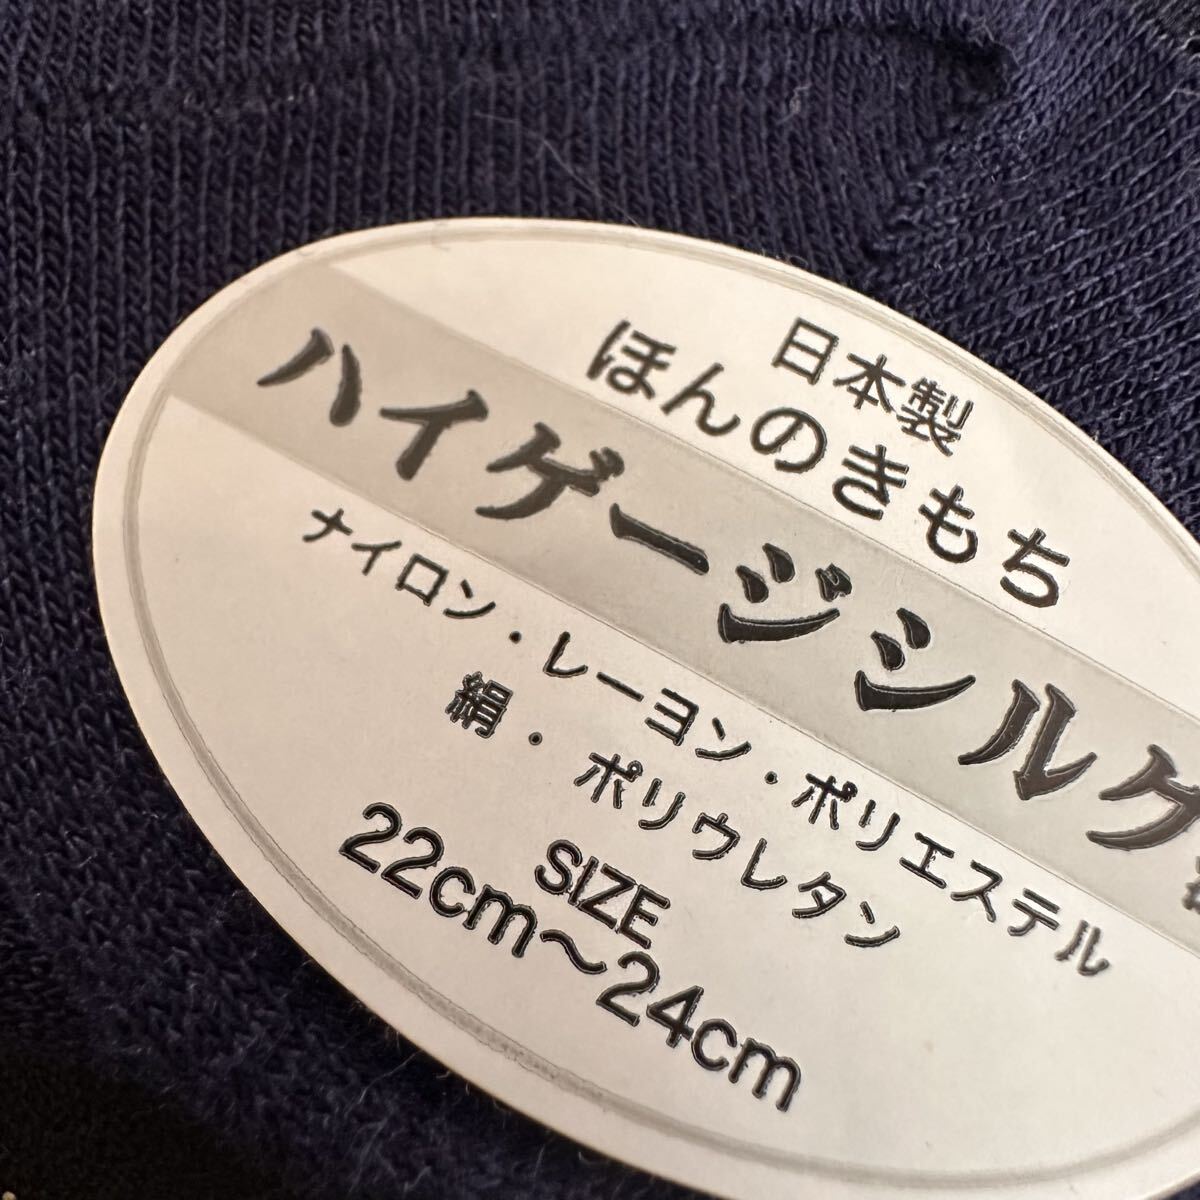 日本製
ほんのきもち
ハイゲージシルク
ナイロン・レーヨン・ポリエステル
絹・ポリウレタン
SIZE
22cm〜24cm